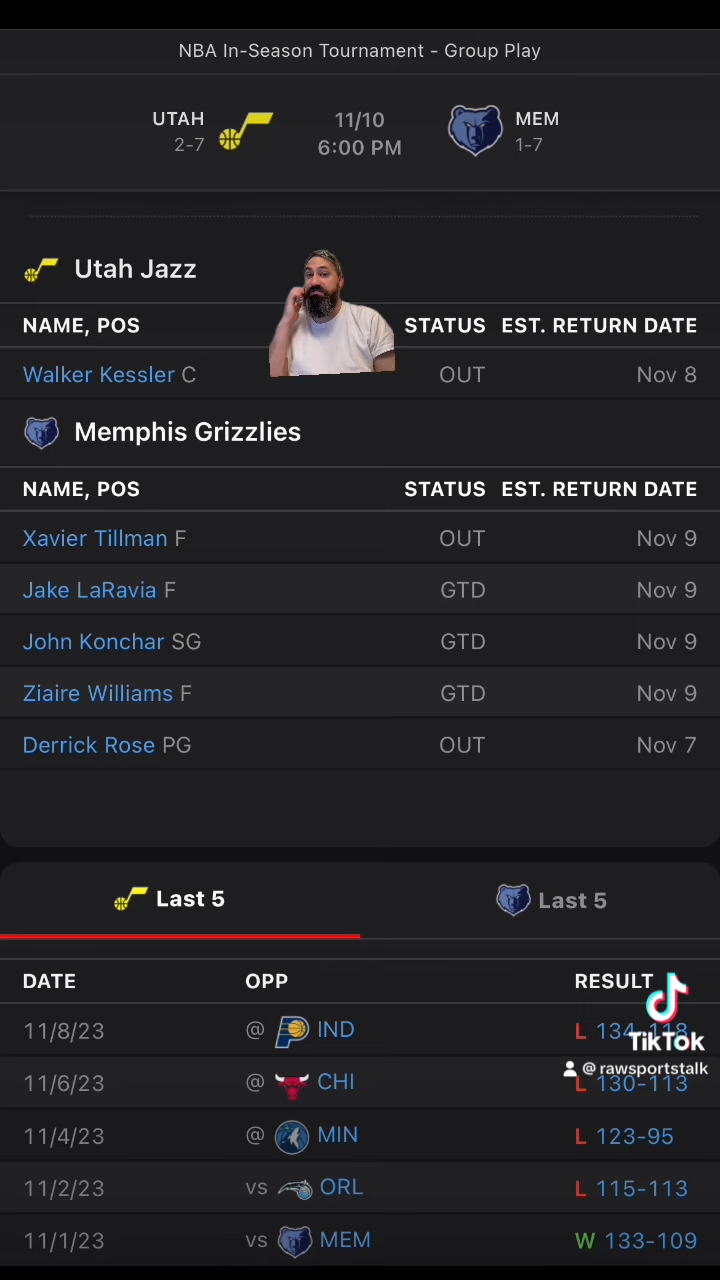 NBA In-Season Tournament - Group Play
UTAH 11/10 MEM
2-7 6:00 PM 1-7
Utah Jazz
NAME, POS STATUS EST. RETURN DATE
Walker Kessler C OUT Nov 8
Memphis Grizzlies
NAME, POS STATUS EST. RETURN DATE
Xavier Tillman F OUT Nov 9
Jake LaRavia F GTD Nov 9
John Konchar SG GTD Nov 9
Ziaire Williams F GTD Nov 9
Derrick Rose PG OUT Nov 7
Last 5 Last 5
DATE OPP RESULT
11/8/23 @ IND L 134-118
TikTok
@rawsportstalk
11/6/23 @ CHI L 130-113
11/4/23 @ MIN L 123-95
11/2/23 vs ORL L 115-113
11/1/23 vs MEM W 133-109